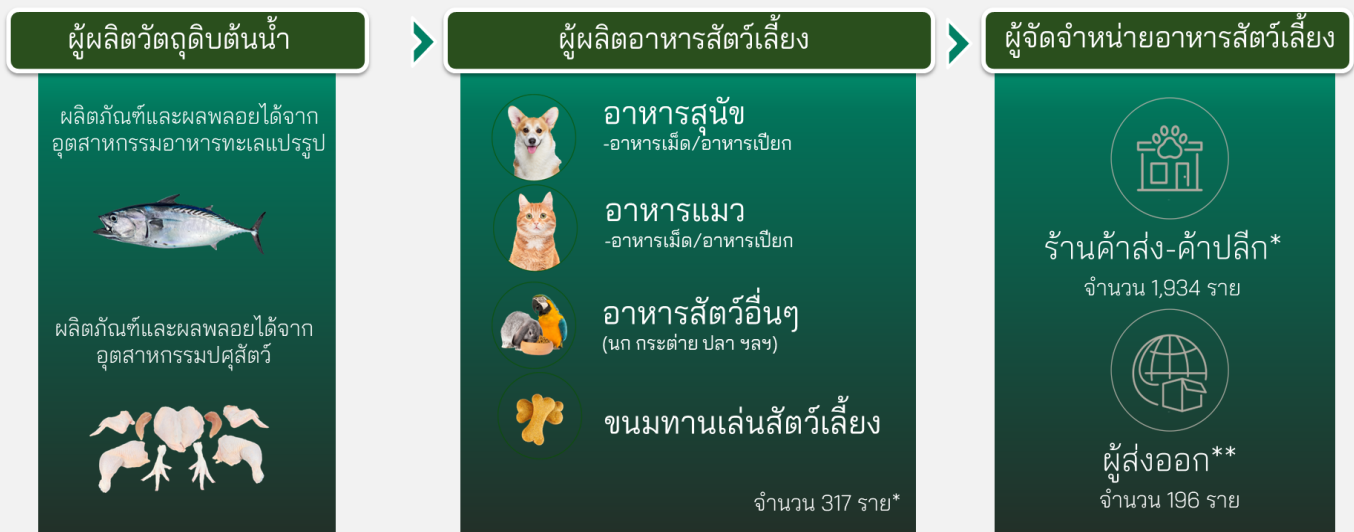 ผู้ผลิตวัตถุดิบต้นน้ำ
ผลิตภัณฑ์และผลพลอยได้จาก
อุตสาหกรรมอาหารทะเลแปรรูป
ผลิตภัณฑ์และผลพลอยได้จาก
อุตสาหกรรมปศุสัตว์
ผู้ผลิตอาหารสัตว์เลี้ยง
อาหารสุนัข
-อาหารเม็ด/อาหารเปียก
อาหารแมว
-อาหารเม็ด/อาหารเปียก
อาหารสัตว์อื่นๆ
(นก กระต่าย ปลา ฯลฯ)
ขนมทานเล่นสัตว์เลี้ยง
จำนวน 317 ราย*
ผู้จัดจำหน่ายอาหารสัตว์เลี้ยง
ร้านค้าส่ง-ค้าปลีก*
จำนวน 1,934 ราย
ผู้ส่งออก**
จำนวน 196 ราย